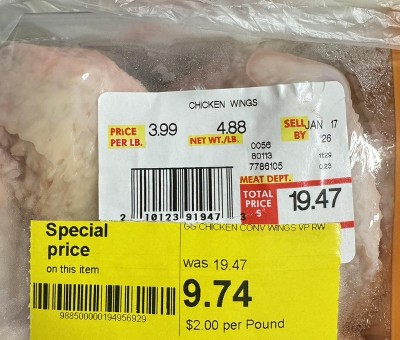 CHICKEN WINGS
PRICE PER LB. 3.99
NET WT./LB. 4.88
SELL BY JAN 17 26
0056
60113 1129
7786105 0.23
MEAT DEPT.
TOTAL PRICE $ 19.47
2 10123 91947 3
GG CHICKEN CONV WINGS VP RW
Special price
on this item
was 19.47
9.74
$2.00 per Pound
988500000194956929